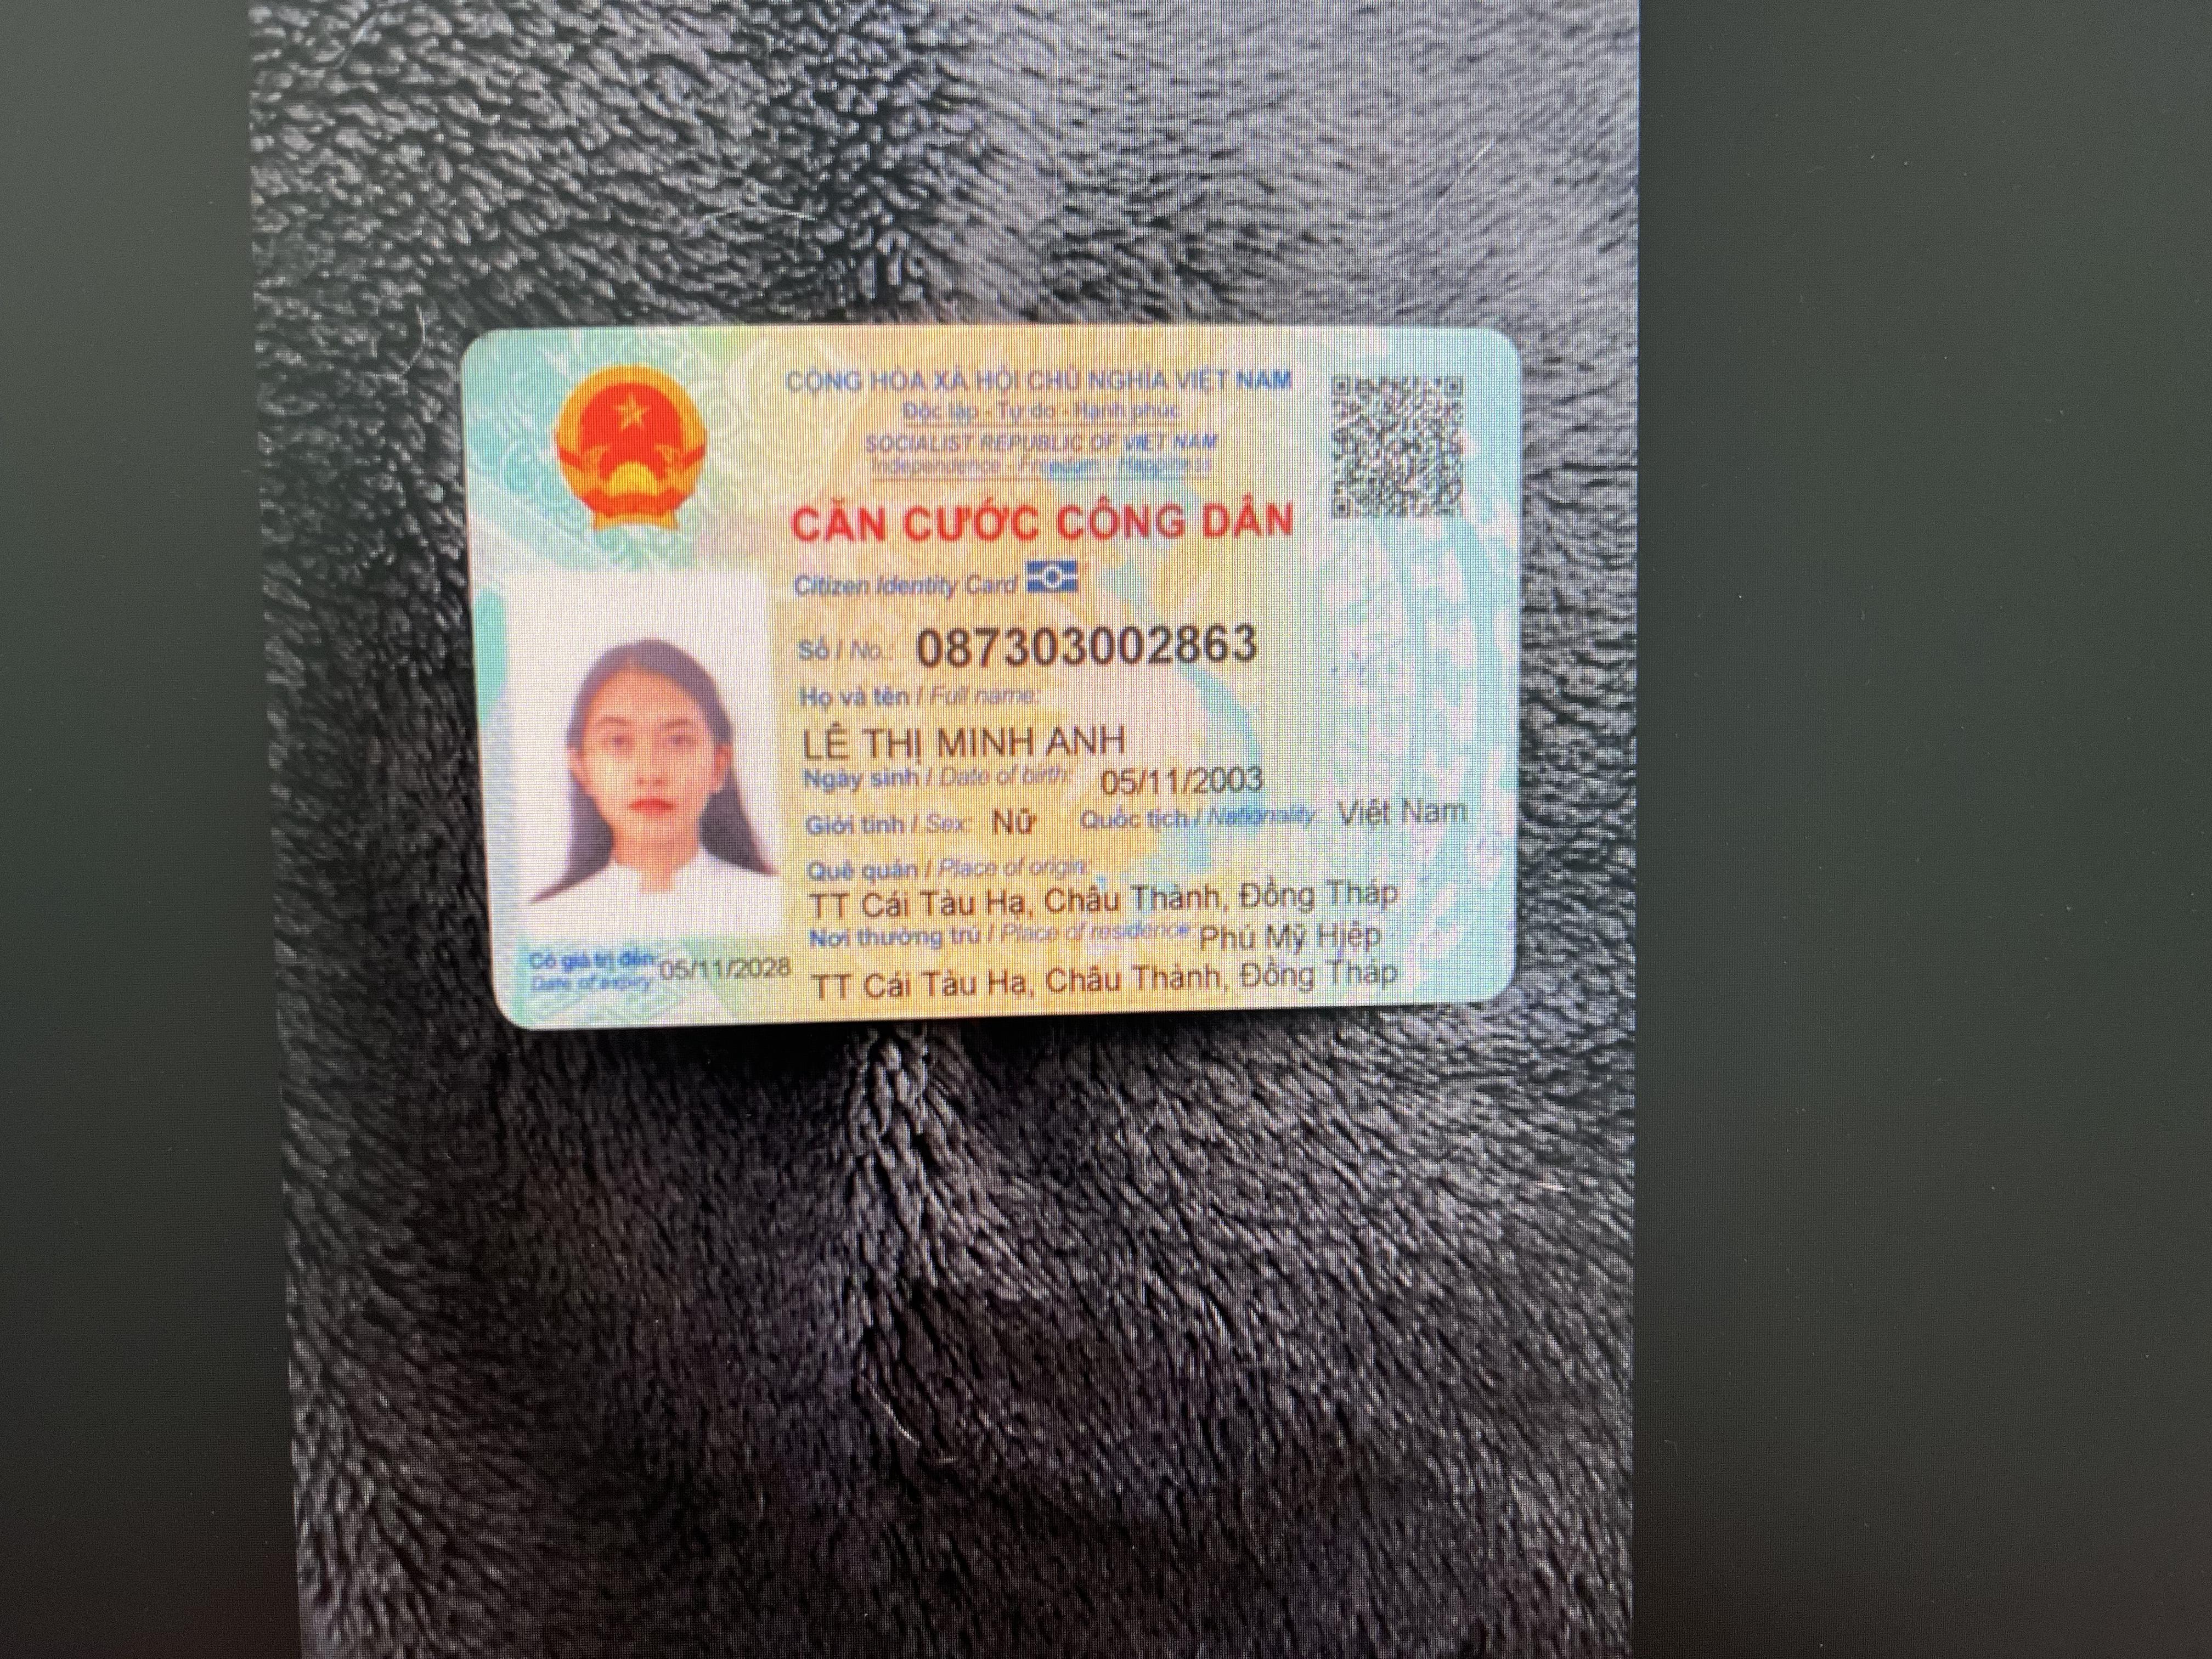 CỘNG HÒA XÃ HỘI CHỦ NGHĨA VIỆT NAM
Độc lập - Tự do - Hạnh phúc
SOCIALIST REPUBLIC OF VIET NAM
Independence - Freedom - Happiness
CĂN CƯỚC CÔNG DÂN
Citizen Identity Card
Số / No.: 087303002863
Họ và tên / Full name:
LÊ THỊ MINH ANH
Ngày sinh / Date of birth: 05/11/2003
Giới tính / Sex: Nữ Quốc tịch / Nationality: Việt Nam
Quê quán / Place of origin:
TT Cái Tàu Hạ, Châu Thành, Đồng Tháp
Nơi thường trú / Place of residence: Phú Mỹ Hiệp
TT Cái Tàu Hạ, Châu Thành, Đồng Tháp
Có giá trị đến: 05/11/2028
Date of expiry